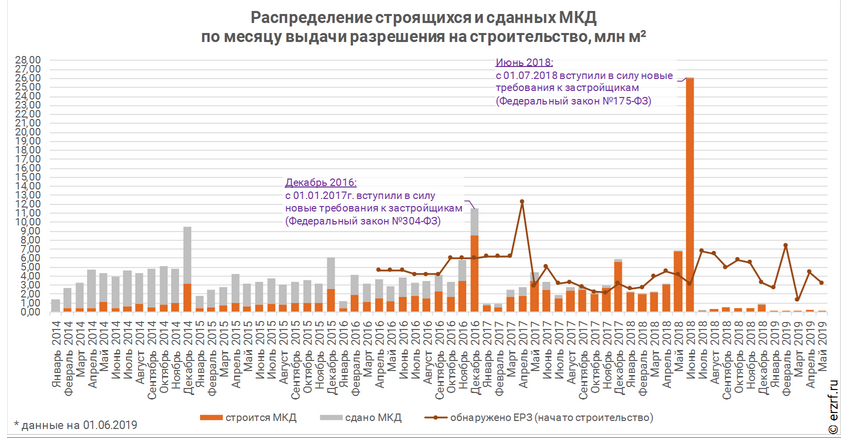 Распределение строящихся и сданных МКД
по месяцу выдачи разрешения на строительство, млн м²
28,00
27,00
26,00
25,00
24,00
23,00
22,00
21,00
20,00
19,00
18,00
17,00
16,00
15,00
14,00
13,00
12,00
11,00
10,00
9,00
8,00
7,00
6,00
5,00
4,00
3,00
2,00
1,00
0,00
Июнь 2018:
с 01.07.2018 вступили в силу новые
требования к застройщикам
(Федеральный закон №175-ФЗ)
Декабрь 2016:
с 01.01.2017г. вступили в силу
новые требования к застройщикам
(Федеральный закон №304-ФЗ)
Январь 2014
Февраль 2014
Март 2014
Апрель 2014
Май 2014
Июнь 2014
Июль 2014
Август 2014
Сентябрь 2014
Октябрь 2014
Ноябрь 2014
Декабрь 2014
Январь 2015
Февраль 2015
Март 2015
Апрель 2015
Май 2015
Июнь 2015
Июль 2015
Август 2015
Сентябрь 2015
Октябрь 2015
Ноябрь 2015
Декабрь 2015
Январь 2016
Февраль 2016
Март 2016
Апрель 2016
Май 2016
Июнь 2016
Июль 2016
Август 2016
Сентябрь 2016
Октябрь 2016
Ноябрь 2016
Декабрь 2016
Январь 2017
Февраль 2017
Март 2017
Апрель 2017
Май 2017
Июнь 2017
Июль 2017
Август 2017
Сентябрь 2017
Октябрь 2017
Ноябрь 2017
Декабрь 2017
Январь 2018
Февраль 2018
Март 2018
Апрель 2018
Май 2018
Июнь 2018
Июль 2018
Август 2018
Сентябрь 2018
Октябрь 2018
Ноябрь 2018
Декабрь 2018
Январь 2019
Февраль 2019
Март 2019
Апрель 2019
Май 2019
строится МКД
сдано МКД
обнаружено ЕРЗ (начато строительство)
* данные на 01.06.2019
© erzrf.ru